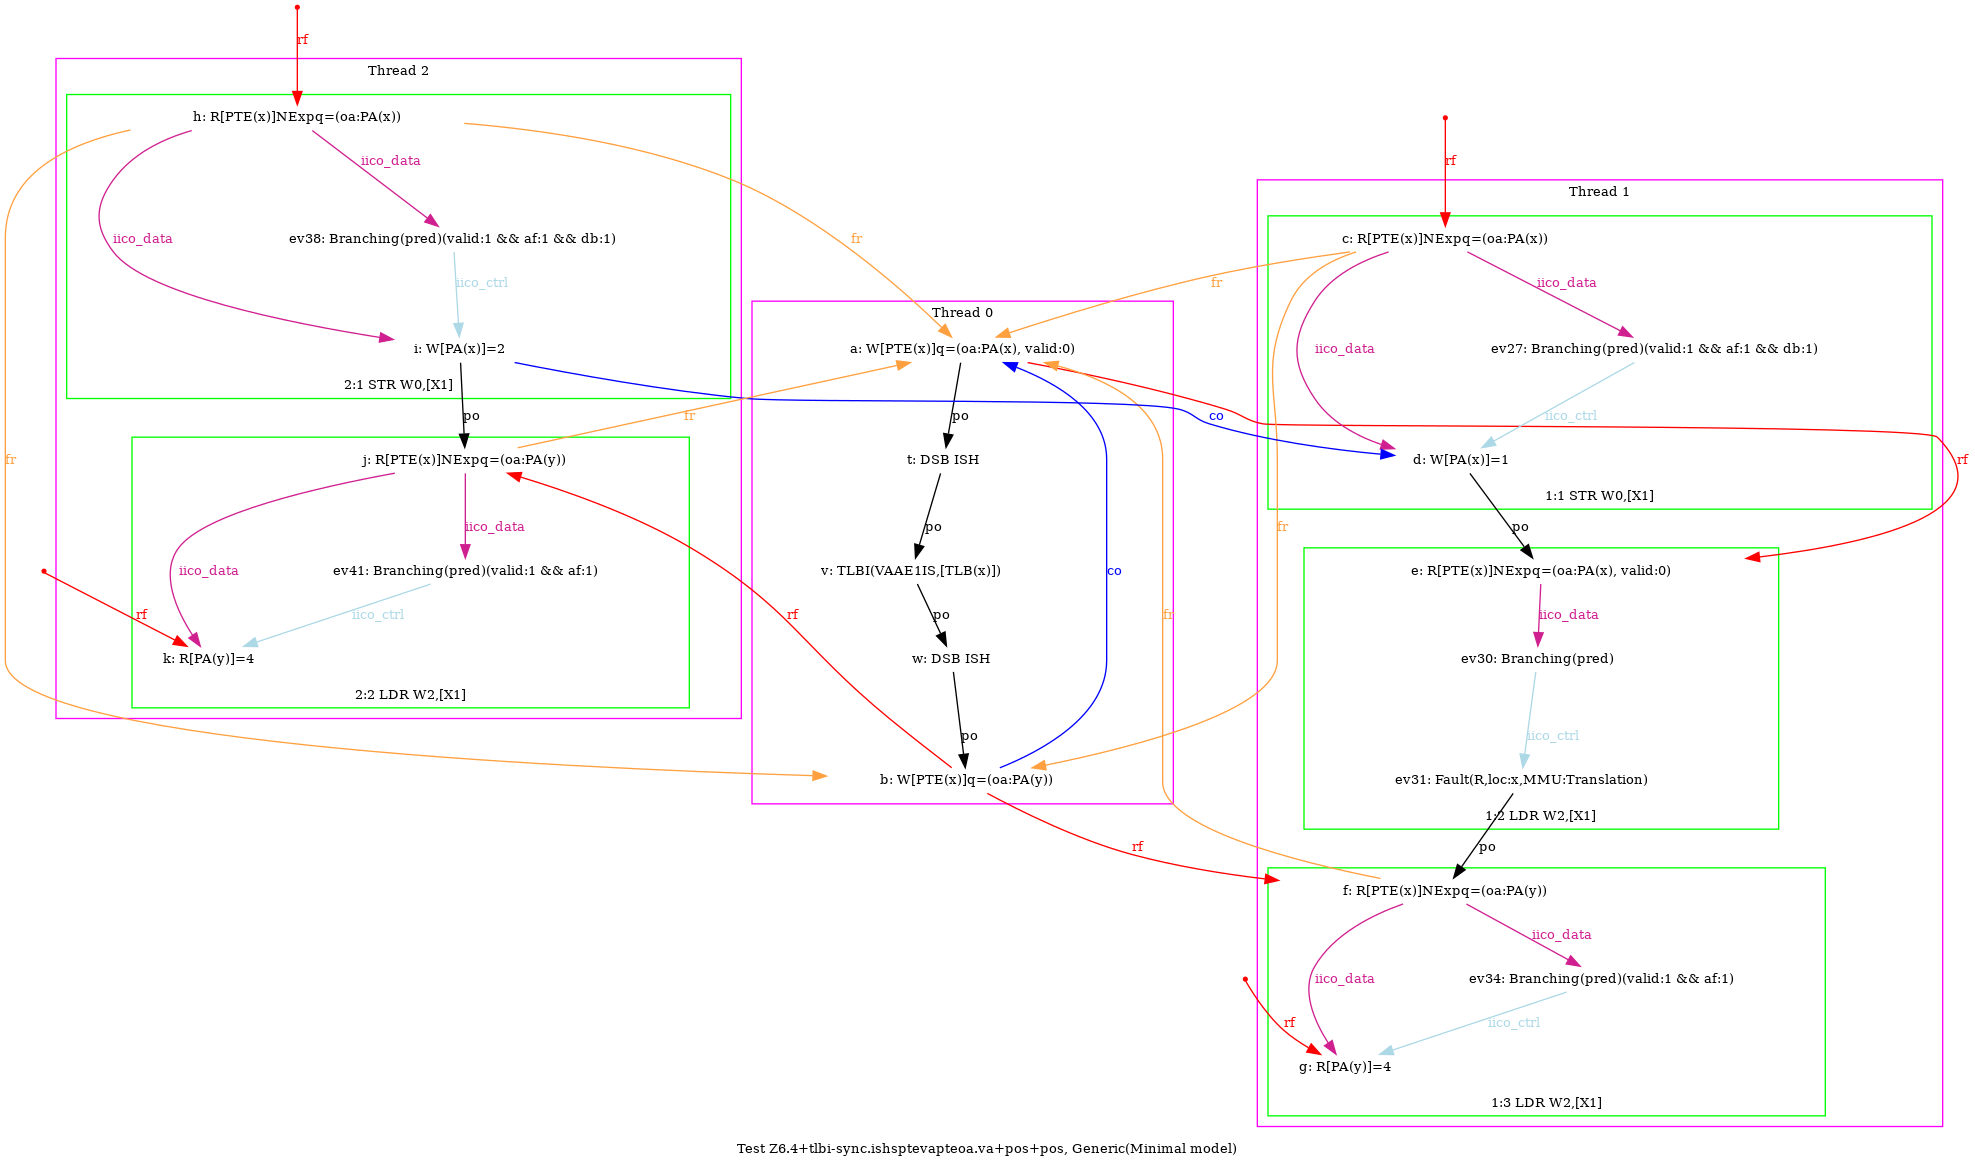 rf
Thread 2
h: R[PTE(x)]NExpq=(oa:PA(x))
rf
iico_data
Thread 1
iico_data
ev38: Branching(pred)(valid:1 && af:1 && db:1)
fr
c: R[PTE(x)]NExpq=(oa:PA(x))
iico_ctrl
fr
iico_data
Thread 0
i: W[PA(x)]=2
a: W[PTE(x)]q=(oa:PA(x), valid:0)
iico_data
ev27: Branching(pred)(valid:1 && af:1 && db:1)
2:1 STR W0,[X1]
po
fr
po
co
iico_ctrl
fr
j: R[PTE(x)]NExpq=(oa:PA(y))
t: DSB ISH
d: W[PA(x)]=1
rf
1:1 STR W0,[X1]
iico_data
po
fr
po
iico_data
ev41: Branching(pred)(valid:1 && af:1)
v: TLBI(VAAE1IS,[TLB(x)])
co
e: R[PTE(x)]NExpq=(oa:PA(x), valid:0)
rf
iico_ctrl
rf
po
fr
iico_data
k: R[PA(y)]=4
w: DSB ISH
ev30: Branching(pred)
2:2 LDR W2,[X1]
po
iico_ctrl
b: W[PTE(x)]q=(oa:PA(y))
ev31: Fault(R,loc:x,MMU:Translation)
1:2 LDR W2,[X1]
rf
po
f: R[PTE(x)]NExpq=(oa:PA(y))
iico_data
iico_data
ev34: Branching(pred)(valid:1 && af:1)
rf
iico_ctrl
g: R[PA(y)]=4
1:3 LDR W2,[X1]
Test Z6.4+tlbi-sync.ishsptevapteoa.va+pos+pos, Generic(Minimal model)